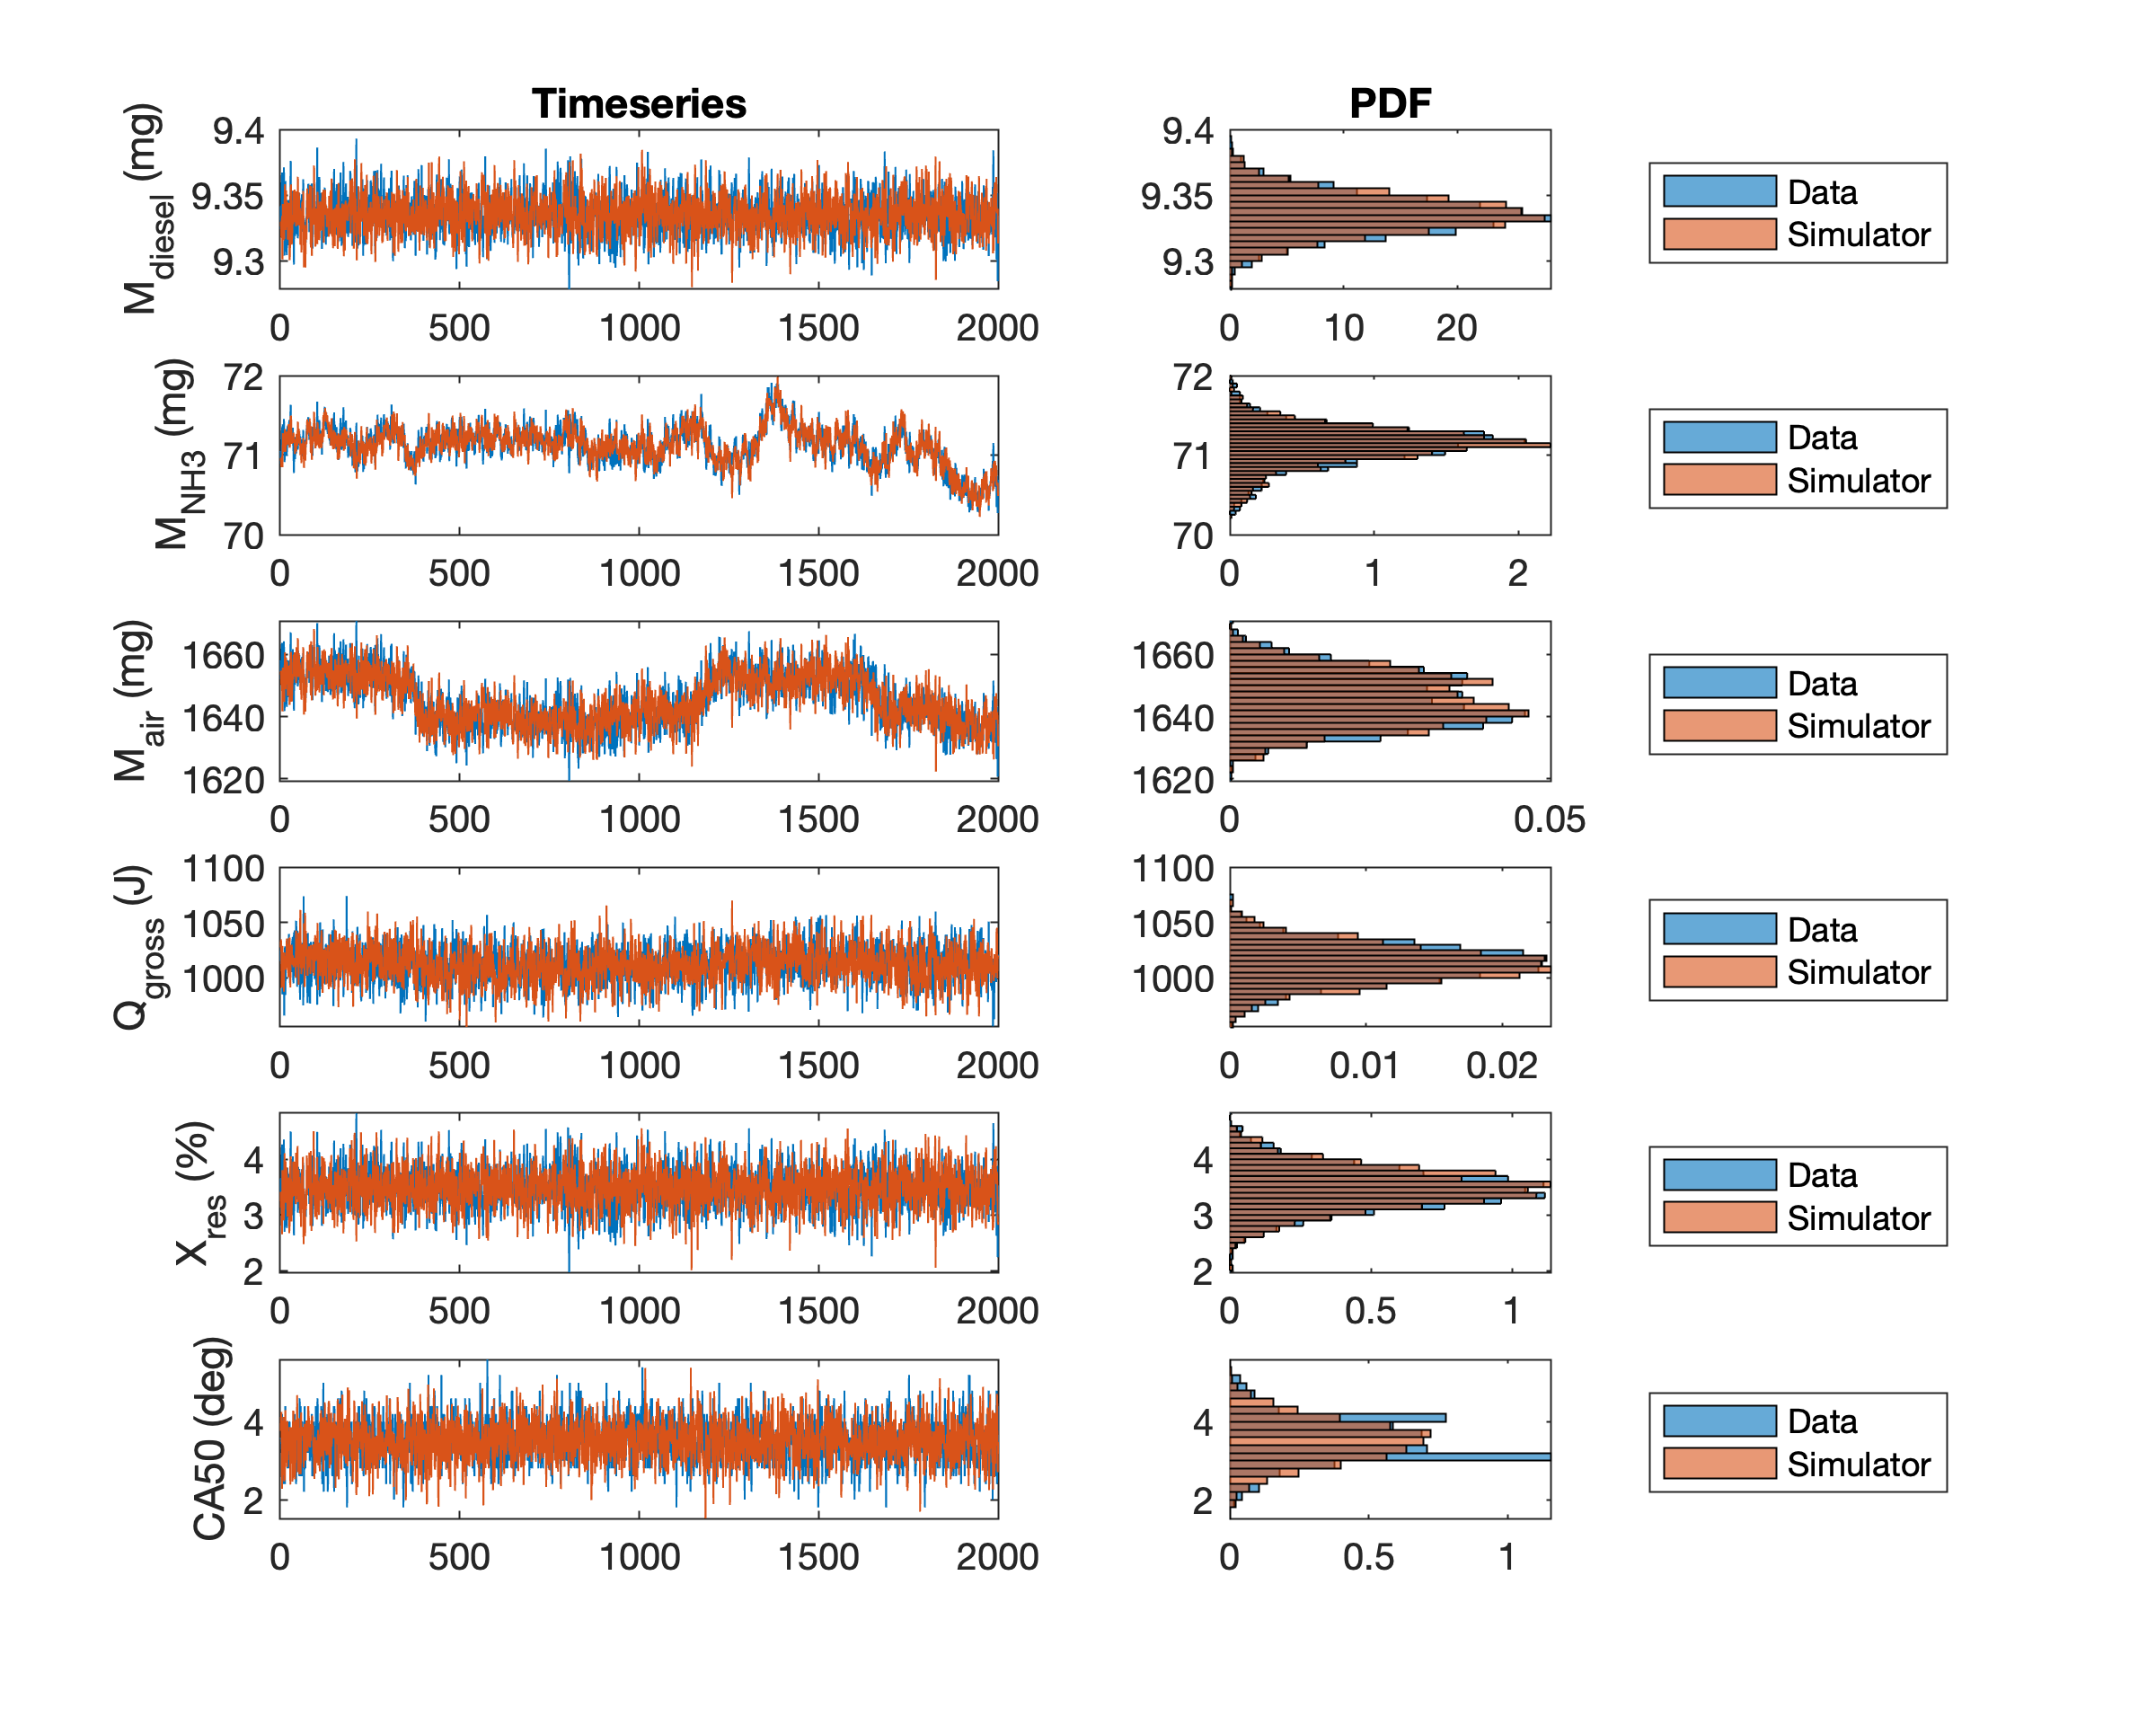 Timeseries PDF
M_diesel (mg) 9.4 9.35 9.3 0 500 1000 1500 2000 9.4 9.35 9.3 0 10 20 Data Simulator
M_NH3 (mg) 72 71 70 0 500 1000 1500 2000 72 71 70 0 1 2 Data Simulator
M_air (mg) 1660 1640 1620 0 500 1000 1500 2000 1660 1640 1620 0 0.05 Data Simulator
Q_gross (J) 1100 1050 1000 0 500 1000 1500 2000 1100 1050 1000 0 0.01 0.02 Data Simulator
X_res (%) 4 3 2 0 500 1000 1500 2000 4 3 2 0 0.5 1 Data Simulator
CA50 (deg) 4 2 0 500 1000 1500 2000 4 2 0 0.5 1 Data Simulator